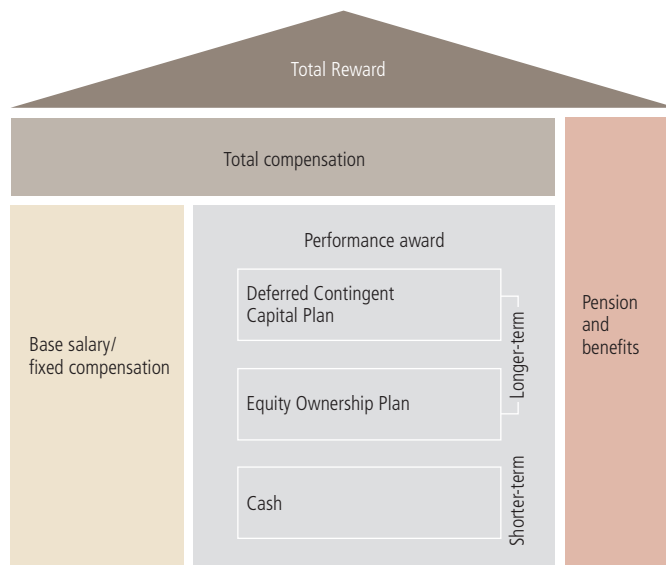 Total Reward
Total compensation
Base salary/
fixed compensation
Performance award
Deferred Contingent
Capital Plan
Equity Ownership Plan
Longer-term
Cash
Shorter-term
Pension
and
benefits